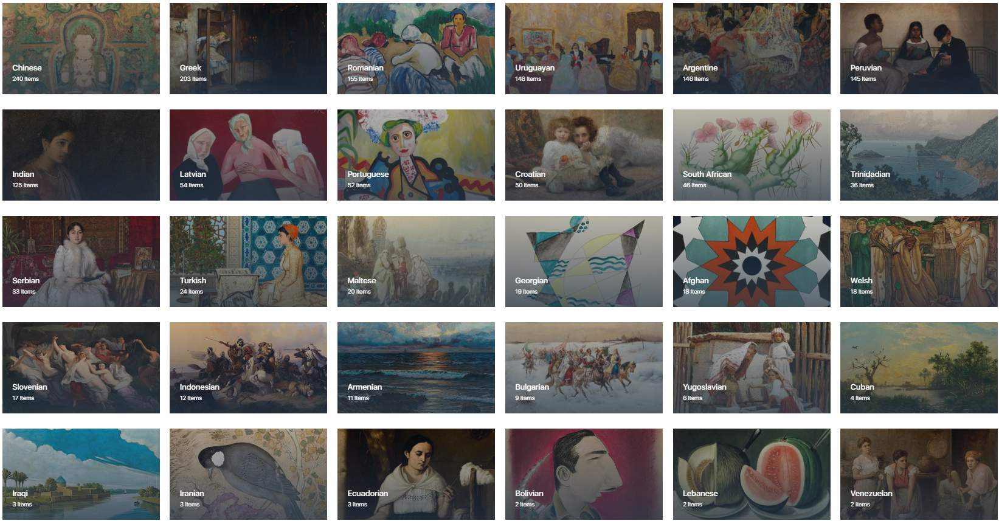 Chinese
240 Items
Greek
203 Items
Romanian
155 Items
Uruguayan
148 Items
Argentine
146 Items
Peruvian
145 Items
Indian
125 Items
Latvian
54 Items
Portuguese
52 Items
Croatian
50 Items
South African
46 Items
Trinidadian
36 Items
Serbian
33 Items
Turkish
24 Items
Maltese
20 Items
Georgian
19 Items
Afghan
18 Items
Welsh
18 Items
Slovenian
17 Items
Indonesian
12 Items
Armenian
11 Items
Bulgarian
9 Items
Yugoslavian
6 Items
Cuban
4 Items
Iraqi
3 Items
Iranian
3 Items
Ecuadorian
3 Items
Bolivian
2 Items
Lebanese
2 Items
Venezuelan
2 Items